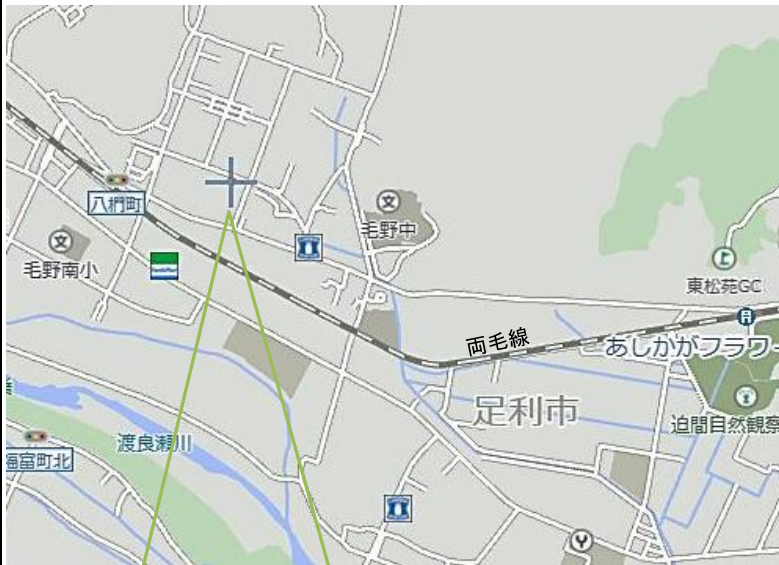 八椚町
毛野南小
FamilyMart
毛野中
東松苑GC
両毛線
あしかがフラワー
足利市
迫間自然観察
渡良瀬川
福富町北